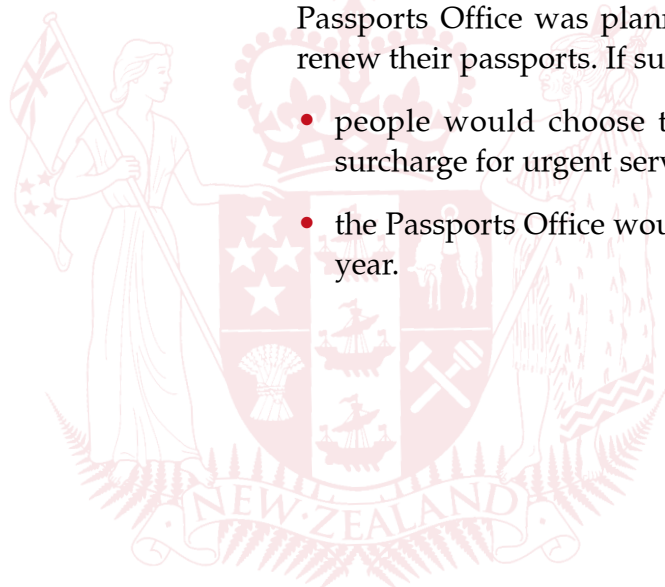 Passports Office was plann
renew their passports. If su
• people would choose t
surcharge for urgent serv
• the Passports Office wou
year.
NEW·ZEALAND